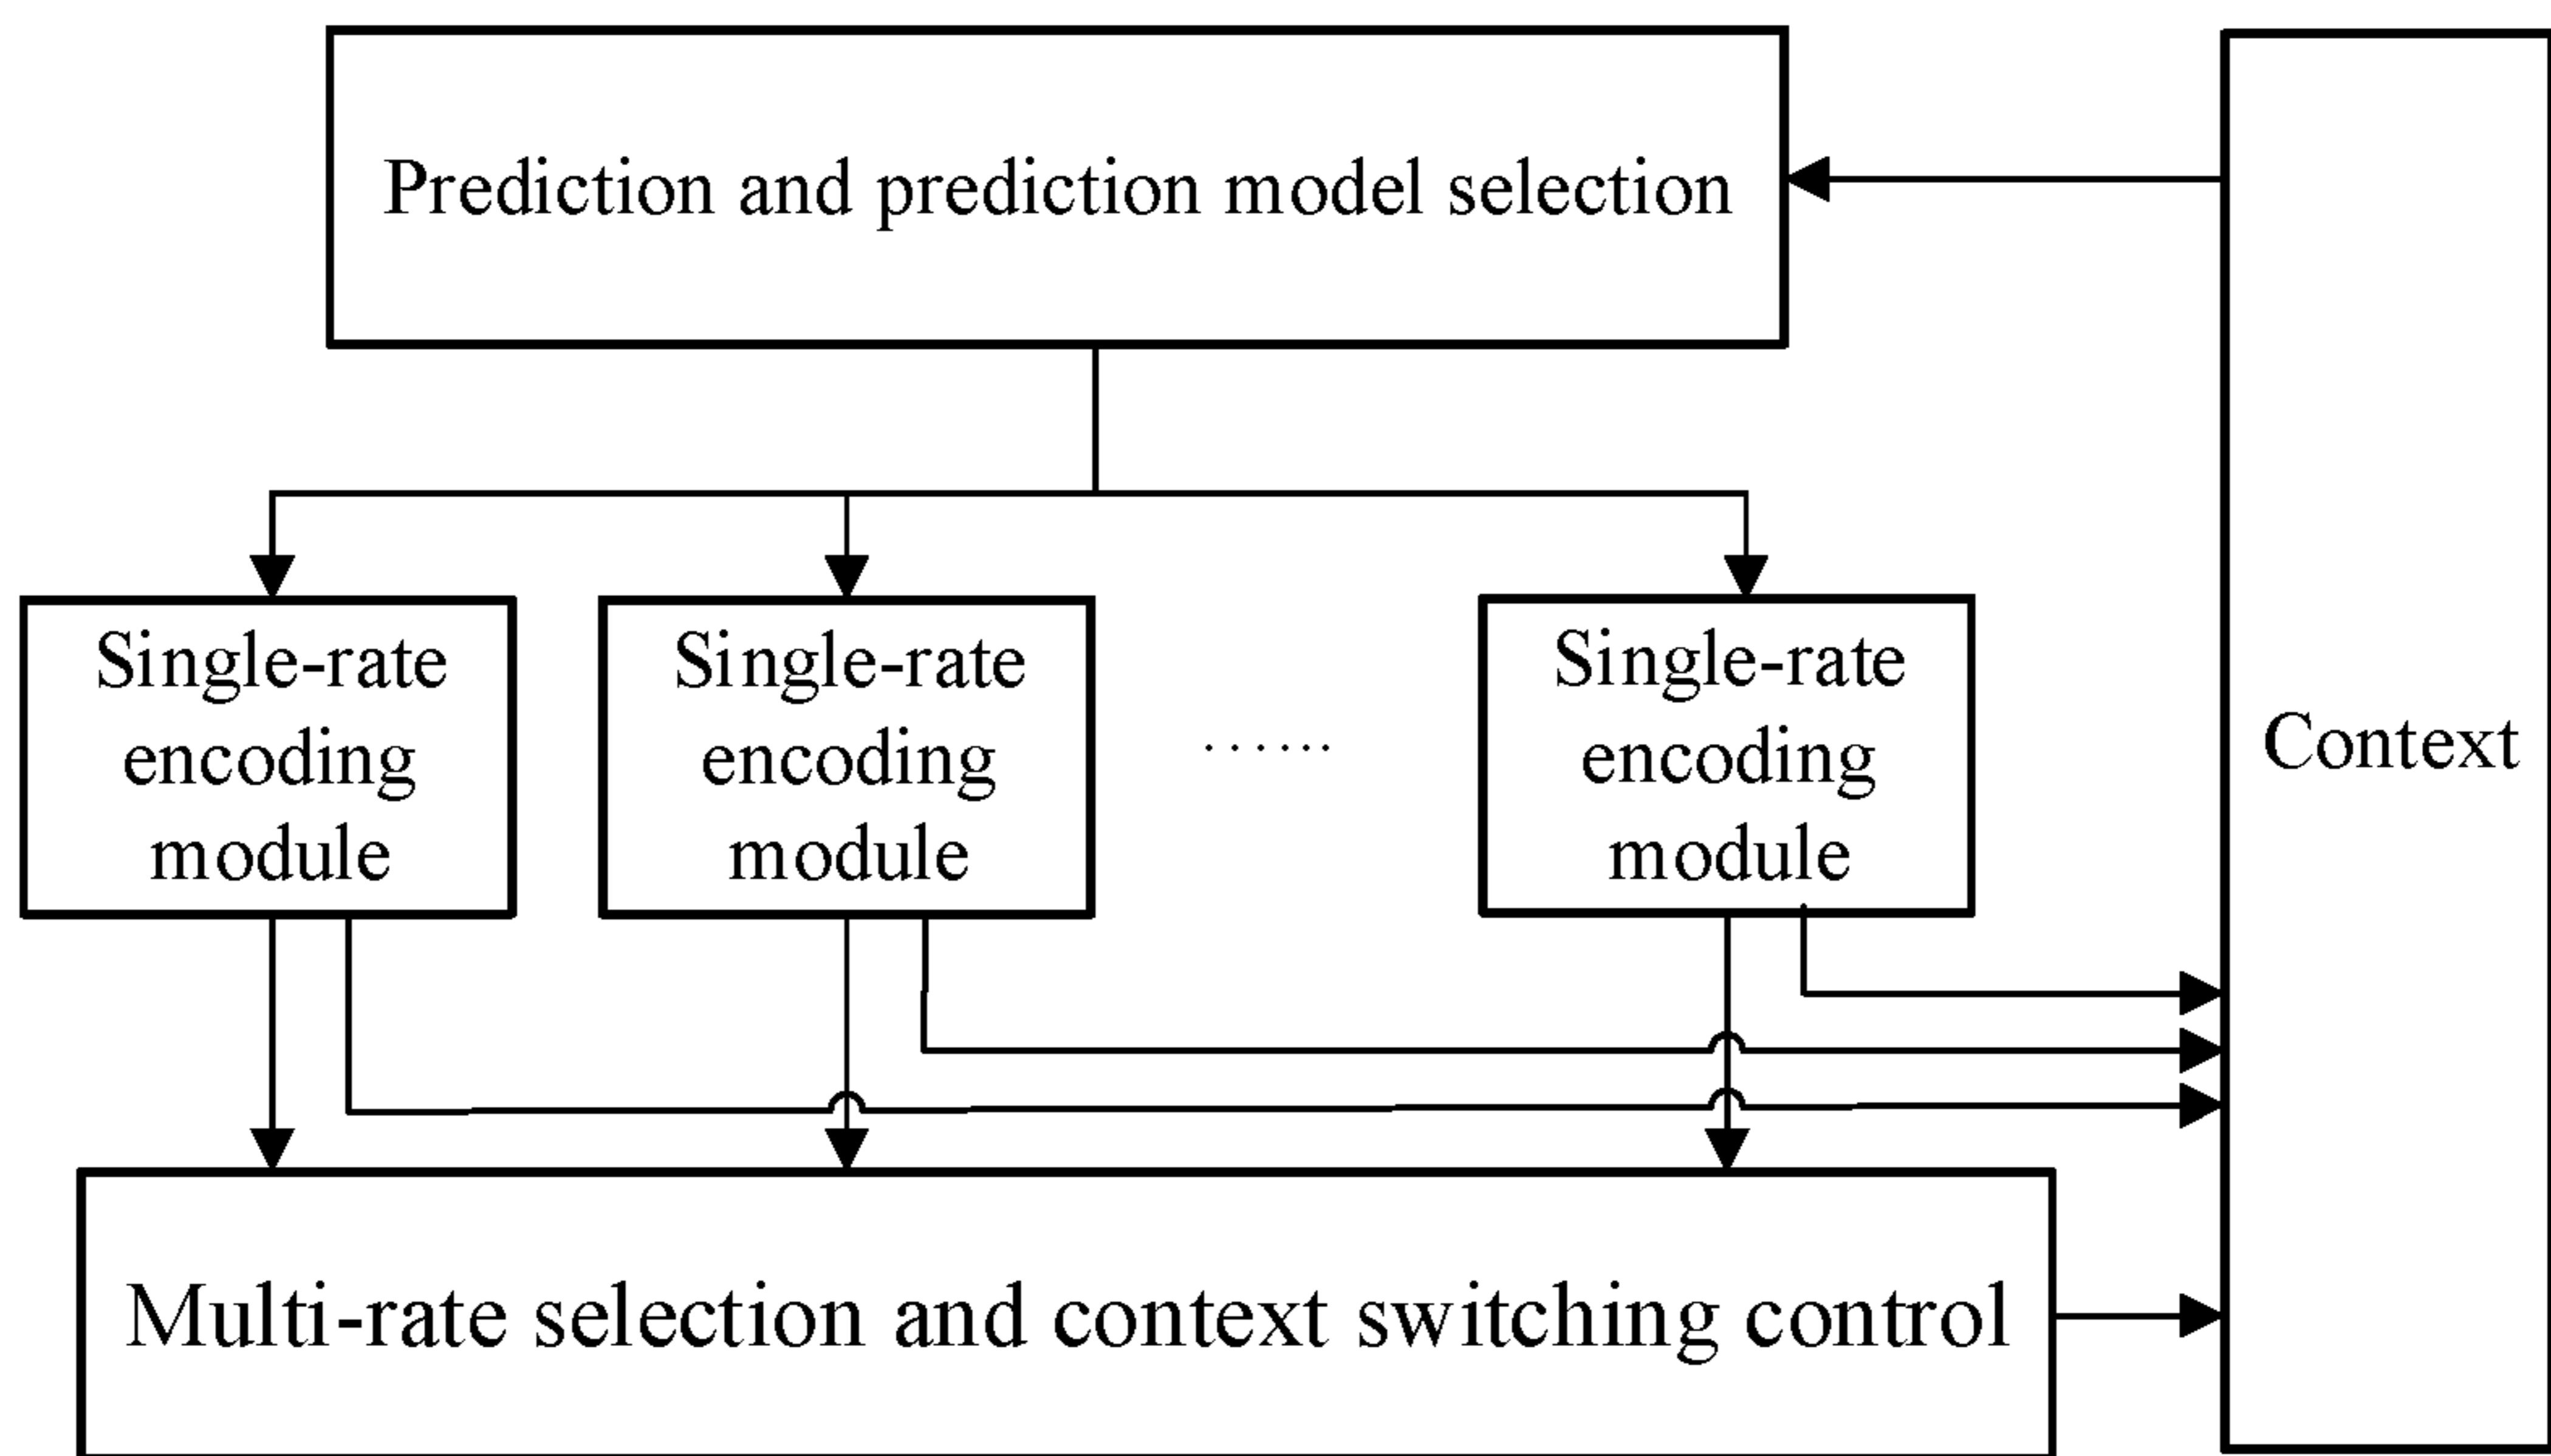 Prediction and prediction model selection
Single-rate
encoding
module
Single-rate
encoding
module
......
Single-rate
encoding
module
Context
Multi-rate selection and context switching control